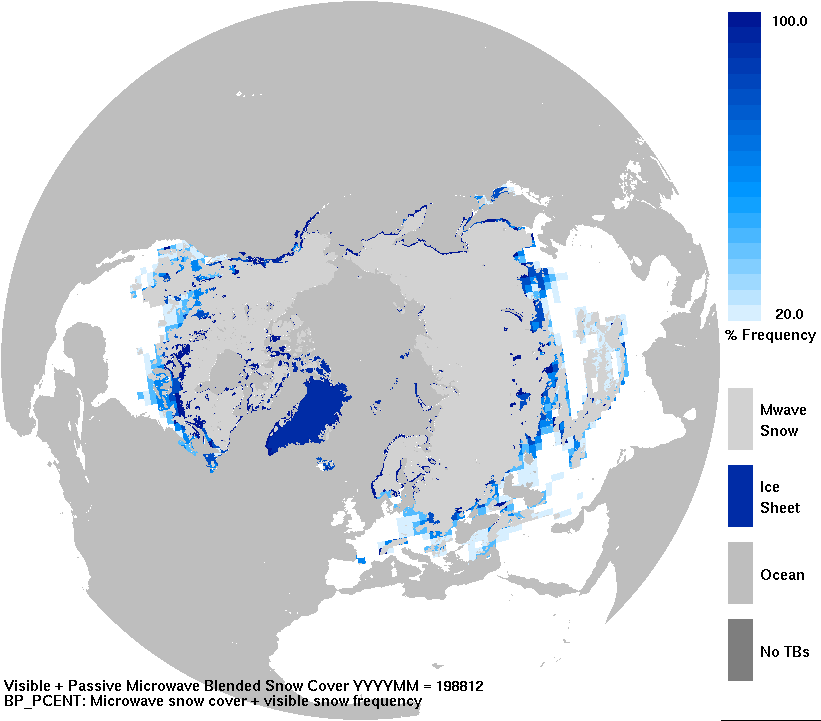 100.0
20.0
% Frequency
Mwave
Snow
Ice
Sheet
Ocean
No TBs
Visible + Passive Microwave Blended Snow Cover YYYYMM = 198812
BP_PCENT: Microwave snow cover + visible snow frequency